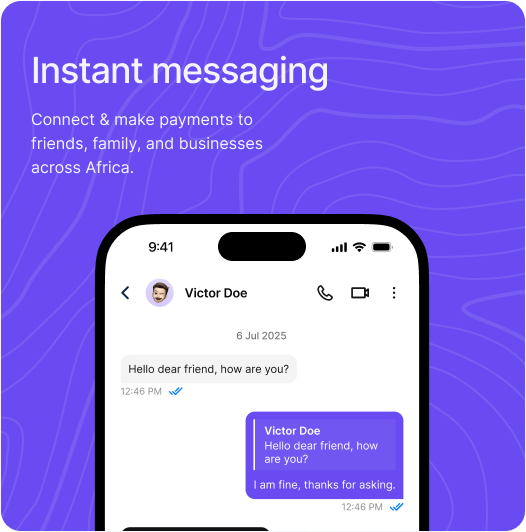 Instant messaging
Connect & make payments to
friends, family, and businesses
across Africa.
9:41
Victor Doe
6 Jul 2025
Hello dear friend, how are you?
12:46 PM
Victor Doe
Hello dear friend, how
are you?
I am fine, thanks for asking.
12:46 PM